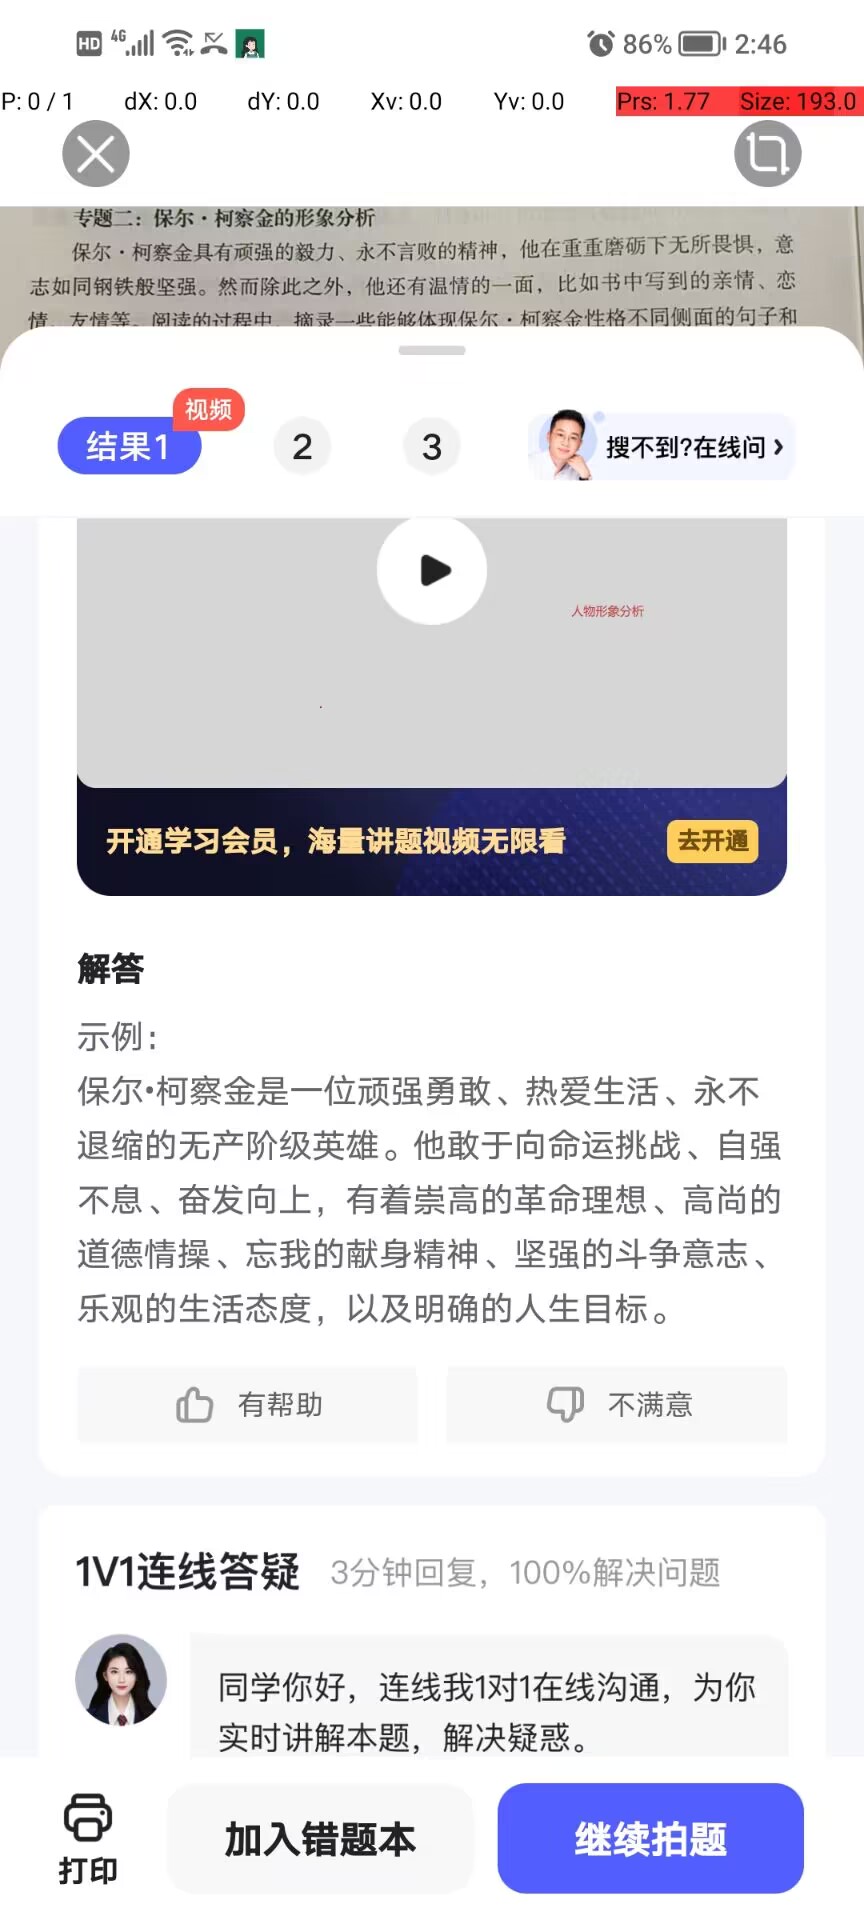 HD 4G 86% 2:46
P: 0 / 1 dX: 0.0 dY: 0.0 Xv: 0.0 Yv: 0.0 Prs: 1.77 Size: 193.0
专题二：保尔·柯察金的形象分析
保尔·柯察金具有顽强的毅力、永不言败的精神，他在重重磨砺下无所畏惧，意
志如同钢铁般坚强。然而除此之外，他还有温情的一面，比如书中写到的亲情、恋
情、友情等。阅读的过程中，摘录一些能够体现保尔·柯察金性格不同侧面的句子和
视频
结果1 2 3 搜不到?在线问 ›
人物形象分析
开通学习会员，海量讲题视频无限看 去开通
解答
示例：
保尔•柯察金是一位顽强勇敢、热爱生活、永不
退缩的无产阶级英雄。他敢于向命运挑战、自强
不息、奋发向上，有着崇高的革命理想、高尚的
道德情操、忘我的献身精神、坚强的斗争意志、
乐观的生活态度，以及明确的人生目标。
有帮助 不满意
1V1连线答疑 3分钟回复，100%解决问题
同学你好，连线我1对1在线沟通，为你
实时讲解本题，解决疑惑。
打印 加入错题本 继续拍题